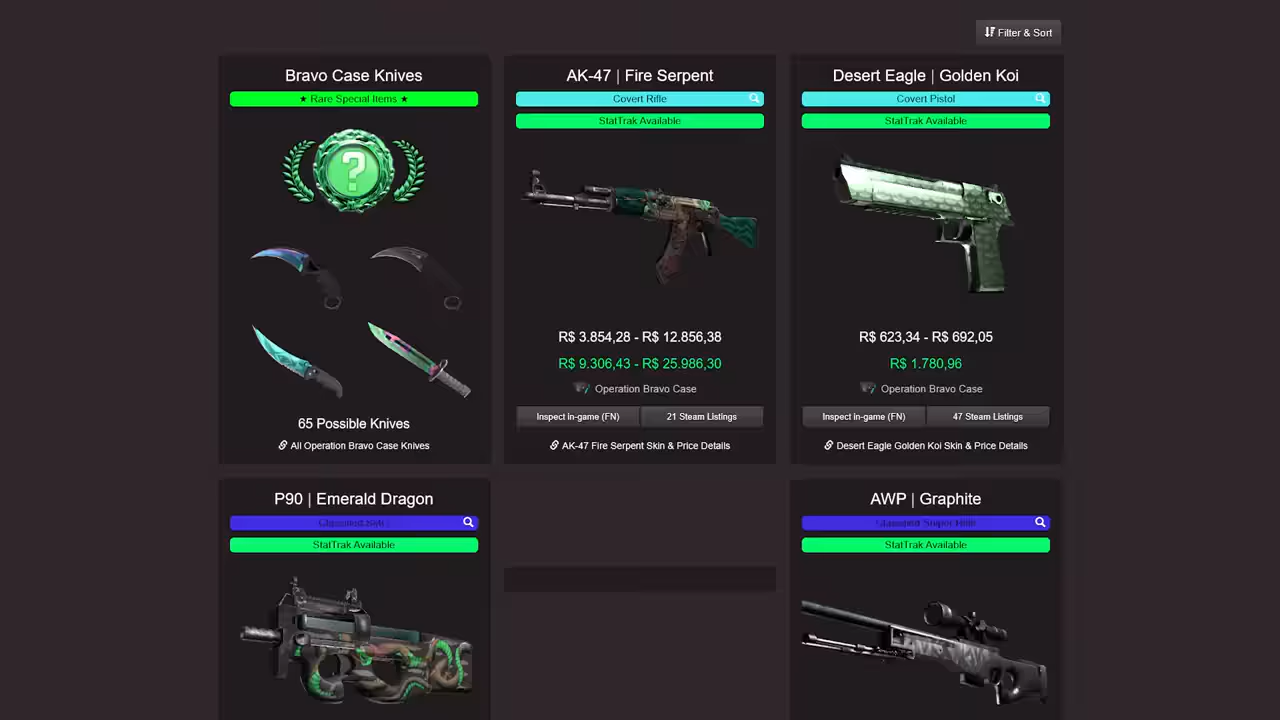 Filter & Sort
Bravo Case Knives
★ Rare Special Items ★
?
65 Possible Knives
All Operation Bravo Case Knives
AK-47 | Fire Serpent
Covert Rifle
StatTrak Available
R$ 3.854,28 - R$ 12.856,38
R$ 9.306,43 - R$ 25.986,30
Operation Bravo Case
Inspect in-game (FN)
21 Steam Listings
AK-47 Fire Serpent Skin & Price Details
Desert Eagle | Golden Koi
Covert Pistol
StatTrak Available
R$ 623,34 - R$ 692,05
R$ 1.780,96
Operation Bravo Case
Inspect in-game (FN)
47 Steam Listings
Desert Eagle Golden Koi Skin & Price Details
P90 | Emerald Dragon
Classified
StatTrak Available
AWP | Graphite
Classified Sniper Rifle
StatTrak Available